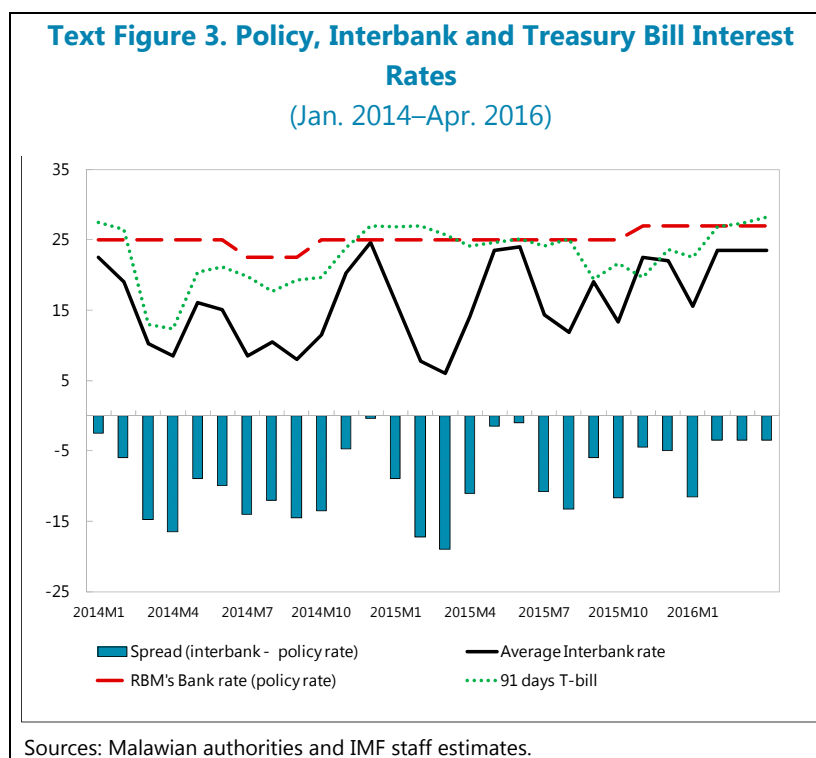 Text Figure 3. Policy, Interbank and Treasury Bill Interest
Rates
(Jan. 2014–Apr. 2016)
35
25
15
5
-5
-15
-25
2014M1 2014M4 2014M7 2014M10 2015M1 2015M4 2015M7 2015M10 2016M1
Spread (interbank - policy rate) Average Interbank rate
RBM's Bank rate (policy rate) 91 days T-bill
Sources: Malawian authorities and IMF staff estimates.